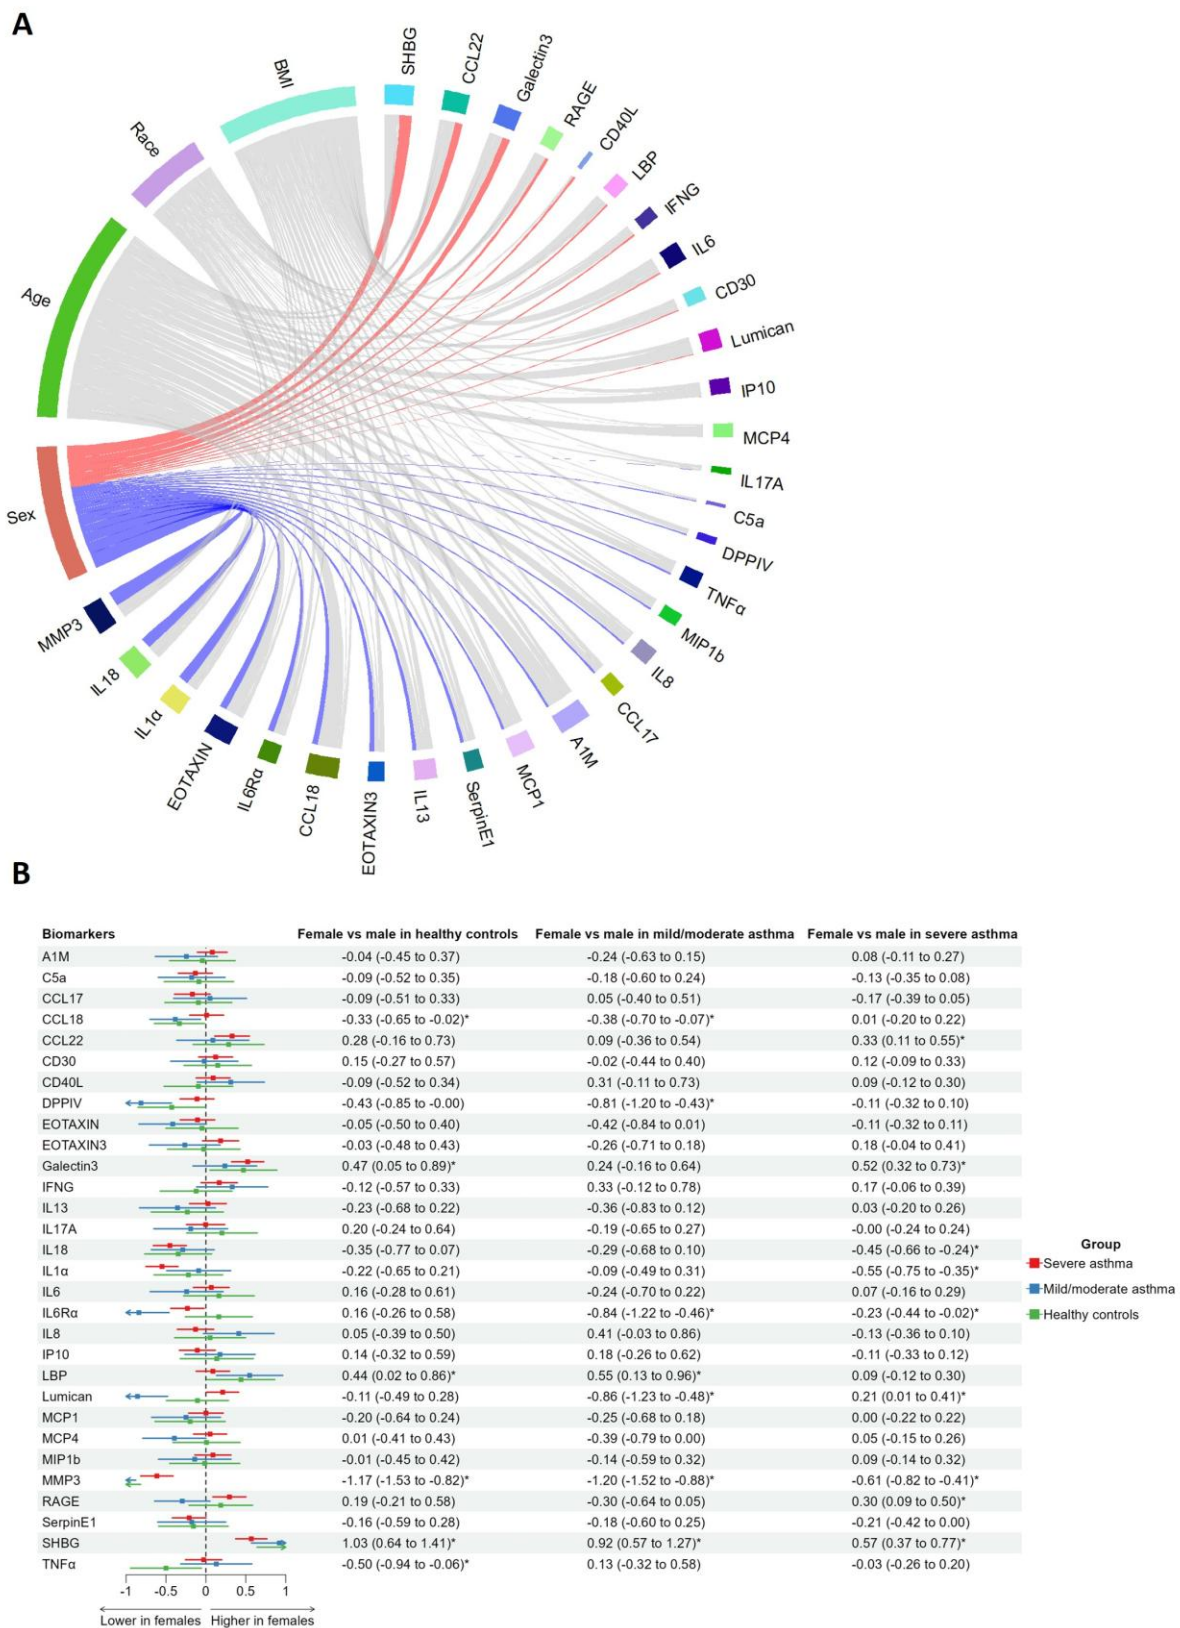 A
BMI
SHBG
CCL22
Galectin3
RAGE
CD40L
LBP
IFNG
IL6
CD30
Lumican
IP10
MCP4
IL17A
C5a
DPPIV
TNFα
MIP1b
IL8
CCL17
A1M
MCP1
SerpinE1
IL13
EOTAXIN3
CCL18
IL6Rα
EOTAXIN
IL1α
IL18
MMP3
Sex
Age
Race
B
Biomarkers Female vs male in healthy controls Female vs male in mild/moderate asthma Female vs male in severe asthma
A1M -0.04 (-0.45 to 0.37) -0.24 (-0.63 to 0.15) 0.08 (-0.11 to 0.27)
C5a -0.09 (-0.52 to 0.35) -0.18 (-0.60 to 0.24) -0.13 (-0.35 to 0.08)
CCL17 -0.09 (-0.51 to 0.33) 0.05 (-0.40 to 0.51) -0.17 (-0.39 to 0.05)
CCL18 -0.33 (-0.65 to -0.02)* -0.38 (-0.70 to -0.07)* 0.01 (-0.20 to 0.22)
CCL22 0.28 (-0.16 to 0.73) 0.09 (-0.36 to 0.54) 0.33 (0.11 to 0.55)*
CD30 0.15 (-0.27 to 0.57) -0.02 (-0.44 to 0.40) 0.12 (-0.09 to 0.33)
CD40L -0.09 (-0.52 to 0.34) 0.31 (-0.11 to 0.73) 0.09 (-0.12 to 0.30)
DPPIV -0.43 (-0.85 to -0.00) -0.81 (-1.20 to -0.43)* -0.11 (-0.32 to 0.10)
EOTAXIN -0.05 (-0.50 to 0.40) -0.42 (-0.84 to 0.01) -0.11 (-0.32 to 0.11)
EOTAXIN3 -0.03 (-0.48 to 0.43) -0.26 (-0.71 to 0.18) 0.18 (-0.04 to 0.41)
Galectin3 0.47 (0.05 to 0.89)* 0.24 (-0.16 to 0.64) 0.52 (0.32 to 0.73)*
IFNG -0.12 (-0.57 to 0.33) 0.33 (-0.12 to 0.78) 0.17 (-0.06 to 0.39)
IL13 -0.23 (-0.68 to 0.22) -0.36 (-0.83 to 0.12) 0.03 (-0.20 to 0.26)
IL17A 0.20 (-0.24 to 0.64) -0.19 (-0.65 to 0.27) -0.00 (-0.24 to 0.24)
IL18 -0.35 (-0.77 to 0.07) -0.29 (-0.68 to 0.10) -0.45 (-0.66 to -0.24)*
IL1α -0.22 (-0.65 to 0.21) -0.09 (-0.49 to 0.31) -0.55 (-0.75 to -0.35)*
IL6 0.16 (-0.28 to 0.61) -0.24 (-0.70 to 0.22) 0.07 (-0.16 to 0.29)
IL6Rα 0.16 (-0.26 to 0.58) -0.84 (-1.22 to -0.46)* -0.23 (-0.44 to -0.02)*
IL8 0.05 (-0.39 to 0.50) 0.41 (-0.03 to 0.86) -0.13 (-0.36 to 0.10)
IP10 0.14 (-0.32 to 0.59) 0.18 (-0.26 to 0.62) -0.11 (-0.33 to 0.12)
LBP 0.44 (0.02 to 0.86)* 0.55 (0.13 to 0.96)* 0.09 (-0.12 to 0.30)
Lumican -0.11 (-0.49 to 0.28) -0.86 (-1.23 to -0.48)* 0.21 (0.01 to 0.41)*
MCP1 -0.20 (-0.64 to 0.24) -0.25 (-0.68 to 0.18) 0.00 (-0.22 to 0.22)
MCP4 0.01 (-0.41 to 0.43) -0.39 (-0.79 to 0.00) 0.05 (-0.15 to 0.26)
MIP1b -0.01 (-0.45 to 0.42) -0.14 (-0.59 to 0.32) 0.09 (-0.14 to 0.32)
MMP3 -1.17 (-1.53 to -0.82)* -1.20 (-1.52 to -0.88)* -0.61 (-0.82 to -0.41)*
RAGE 0.19 (-0.21 to 0.58) -0.30 (-0.64 to 0.05) 0.30 (0.09 to 0.50)*
SerpinE1 -0.16 (-0.59 to 0.28) -0.18 (-0.60 to 0.25) -0.21 (-0.42 to 0.00)
SHBG 1.03 (0.64 to 1.41)* 0.92 (0.57 to 1.27)* 0.57 (0.37 to 0.77)*
TNFα -0.50 (-0.94 to -0.06)* 0.13 (-0.32 to 0.58) -0.03 (-0.26 to 0.20)
-1 -0.5 0 0.5 1
Lower in females Higher in females
Group
Severe asthma
Mild/moderate asthma
Healthy controls